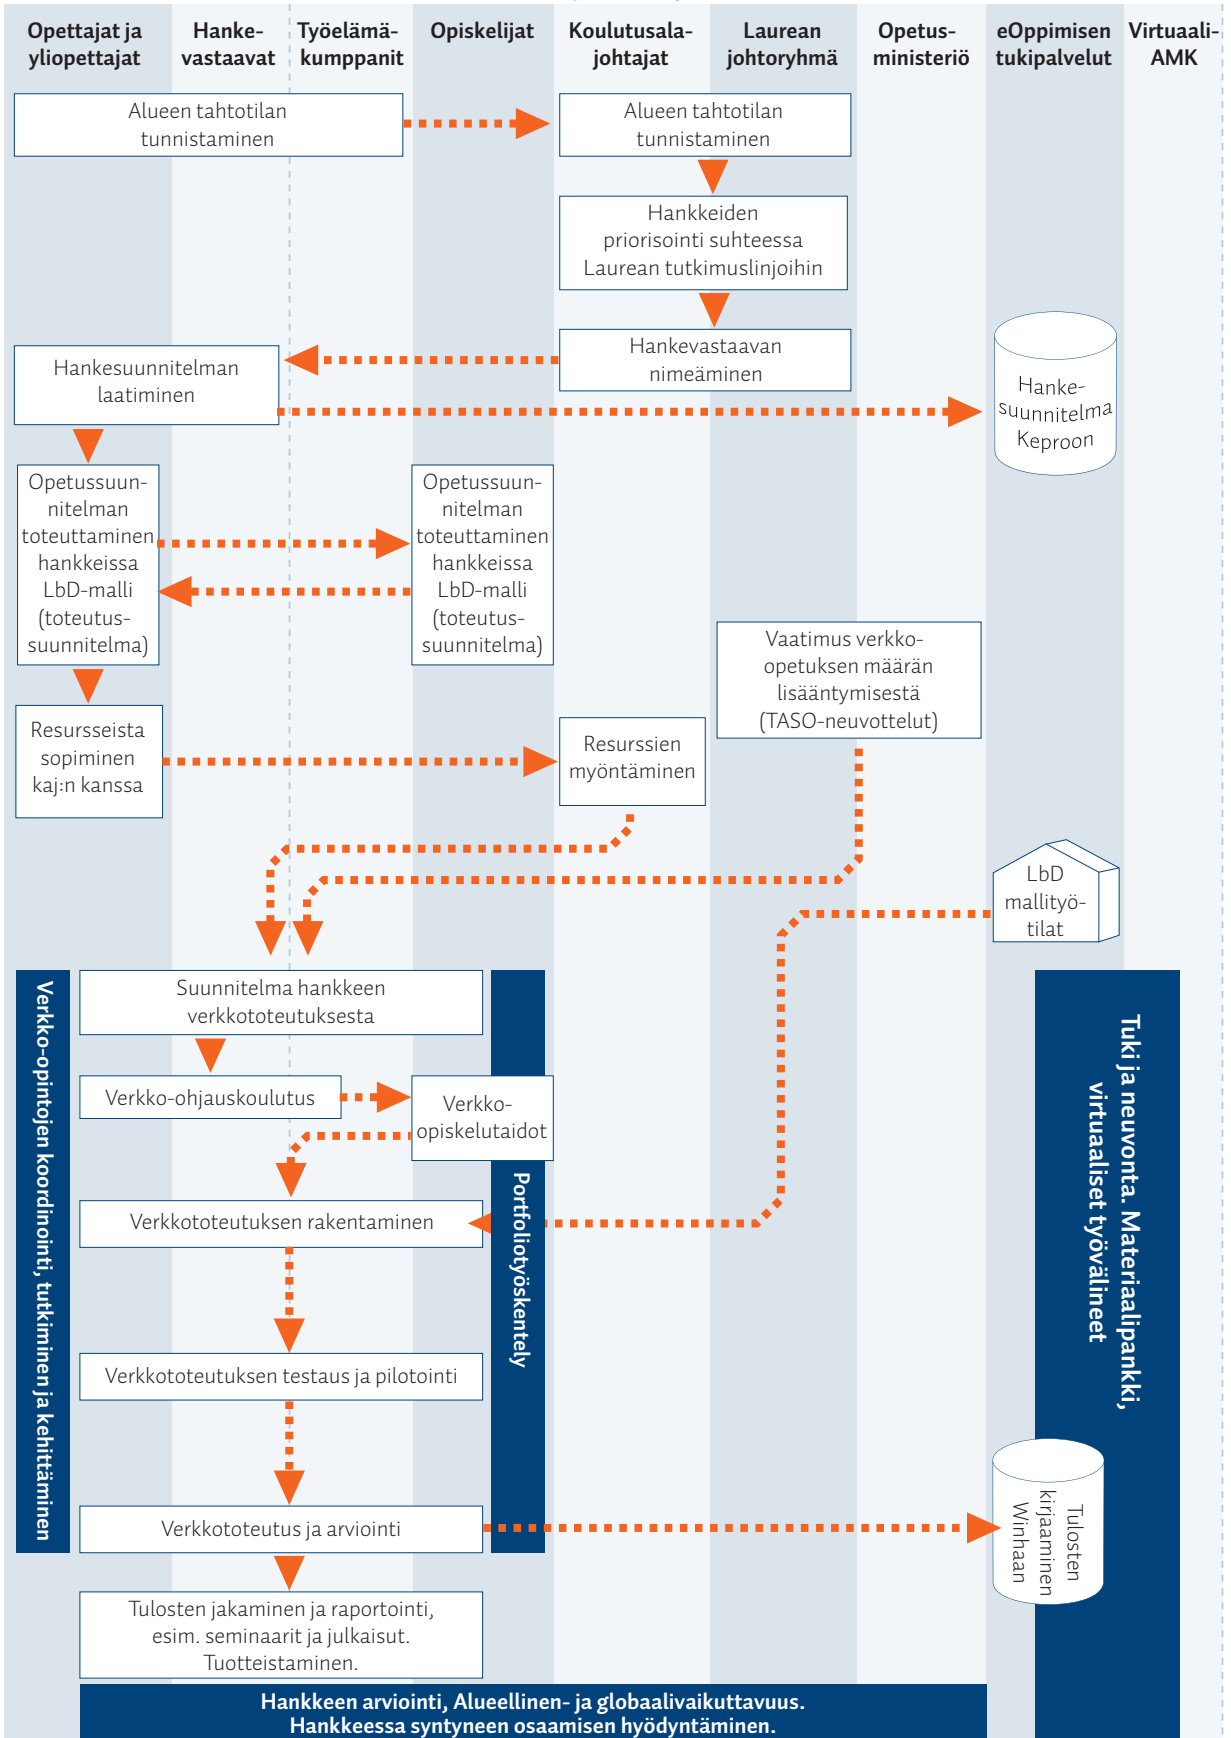 Opettajat ja
yliopettajat
Hanke-
vastaavat
Työelämä-
kumppanit
Opiskelijat
Koulutusala-
johtajat
Laurean
johtoryhmä
Opetus-
ministeriö
eOppimisen
tukipalvelut
Virtuaali-
AMK
Alueen tahtotilan
tunnistaminen
Alueen tahtotilan
tunnistaminen
Hankkeiden
priorisointi suhteessa
Laurean tutkimuslinjoihin
Hankevastaavan
nimeäminen
Hankesuunnitelman
laatiminen
Hanke-
suunnitelma
Keproon
Opetussuun-
nitelman
toteuttaminen
hankkeissa
LbD-malli
(toteutus-
suunnitelma)
Opetussuun-
nitelman
toteuttaminen
hankkeissa
LbD-malli
(toteutus-
suunnitelma)
Vaatimus verkko-
opetuksen määrän
lisääntymisestä
(TASO-neuvottelut)
Resursseista
sopiminen
kaj:n kanssa
Resurssien
myöntäminen
LbD
mallityö-
tilat
Verkko-opintojen koordinointi, tutkiminen ja kehittäminen
Suunnitelma hankkeen
verkkototeutuksesta
Verkko-ohjauskoulutus
Verkko-
opiskelutaidot
Portfoliotyöskentely
Tuki ja neuvonta. Materiaalipankki,
virtuaaliset työvälineet
Verkkototeutuksen rakentaminen
Verkkototeutuksen testaus ja pilotointi
Verkkototeutus ja arviointi
Tulosten
kirjaaminen
Winhaan
Tulosten jakaminen ja raportointi,
esim. seminaarit ja julkaisut.
Tuotteistaminen.
Hankkeen arviointi, Alueellinen- ja globaalivaikuttavuus.
Hankkeessa syntyneen osaamisen hyödyntäminen.